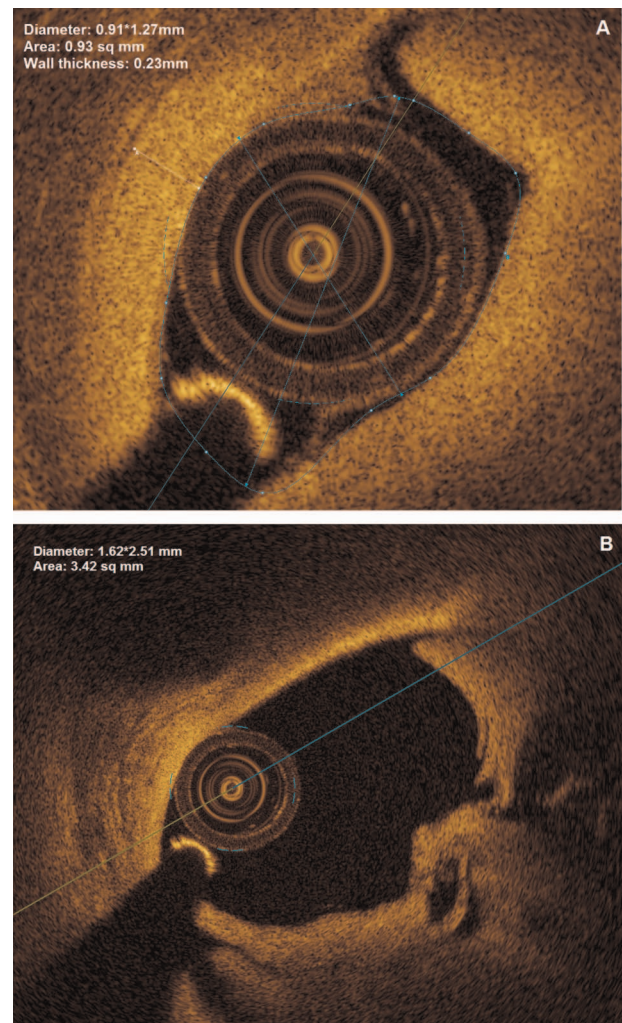 Diameter: 0.91*1.27mm
Area: 0.93 sq mm
Wall thickness: 0.23mm
A
Diameter: 1.62*2.51 mm
Area: 3.42 sq mm
B